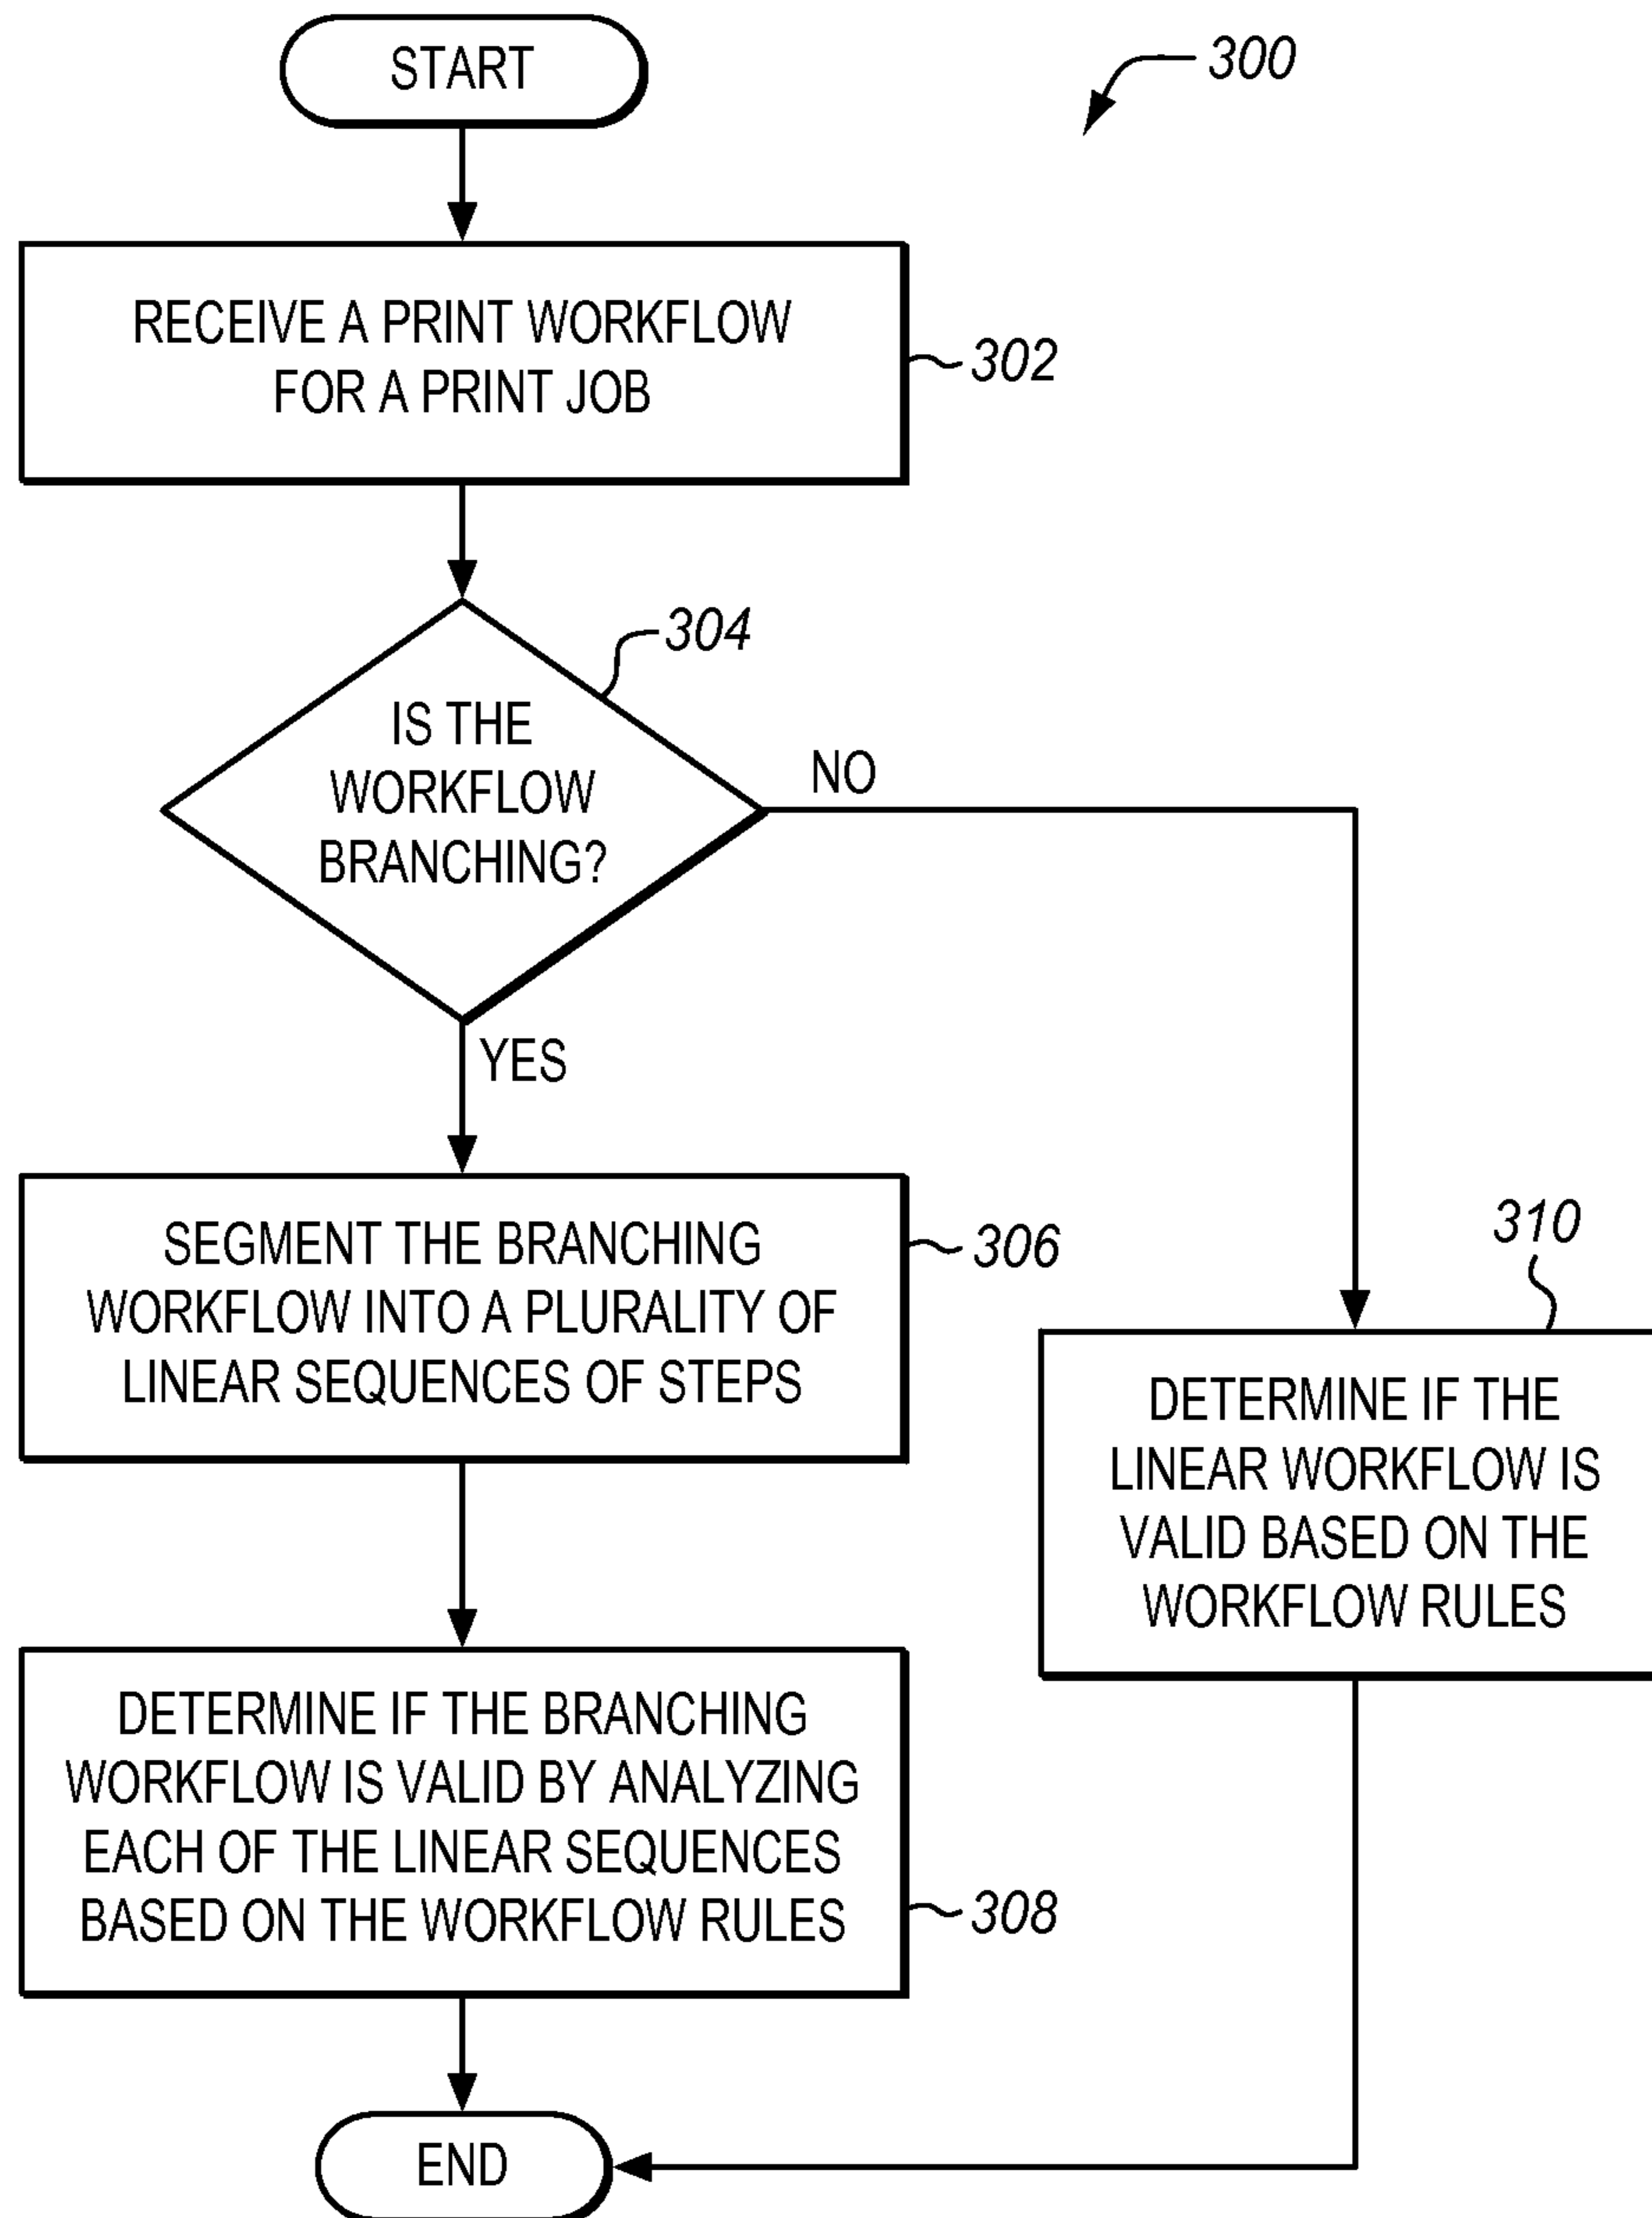 START
300
RECEIVE A PRINT WORKFLOW
FOR A PRINT JOB
302
304
IS THE
WORKFLOW
BRANCHING?
NO
YES
SEGMENT THE BRANCHING
WORKFLOW INTO A PLURALITY OF
LINEAR SEQUENCES OF STEPS
306
310
DETERMINE IF THE
LINEAR WORKFLOW IS
VALID BASED ON THE
WORKFLOW RULES
DETERMINE IF THE BRANCHING
WORKFLOW IS VALID BY ANALYZING
EACH OF THE LINEAR SEQUENCES
BASED ON THE WORKFLOW RULES
308
END